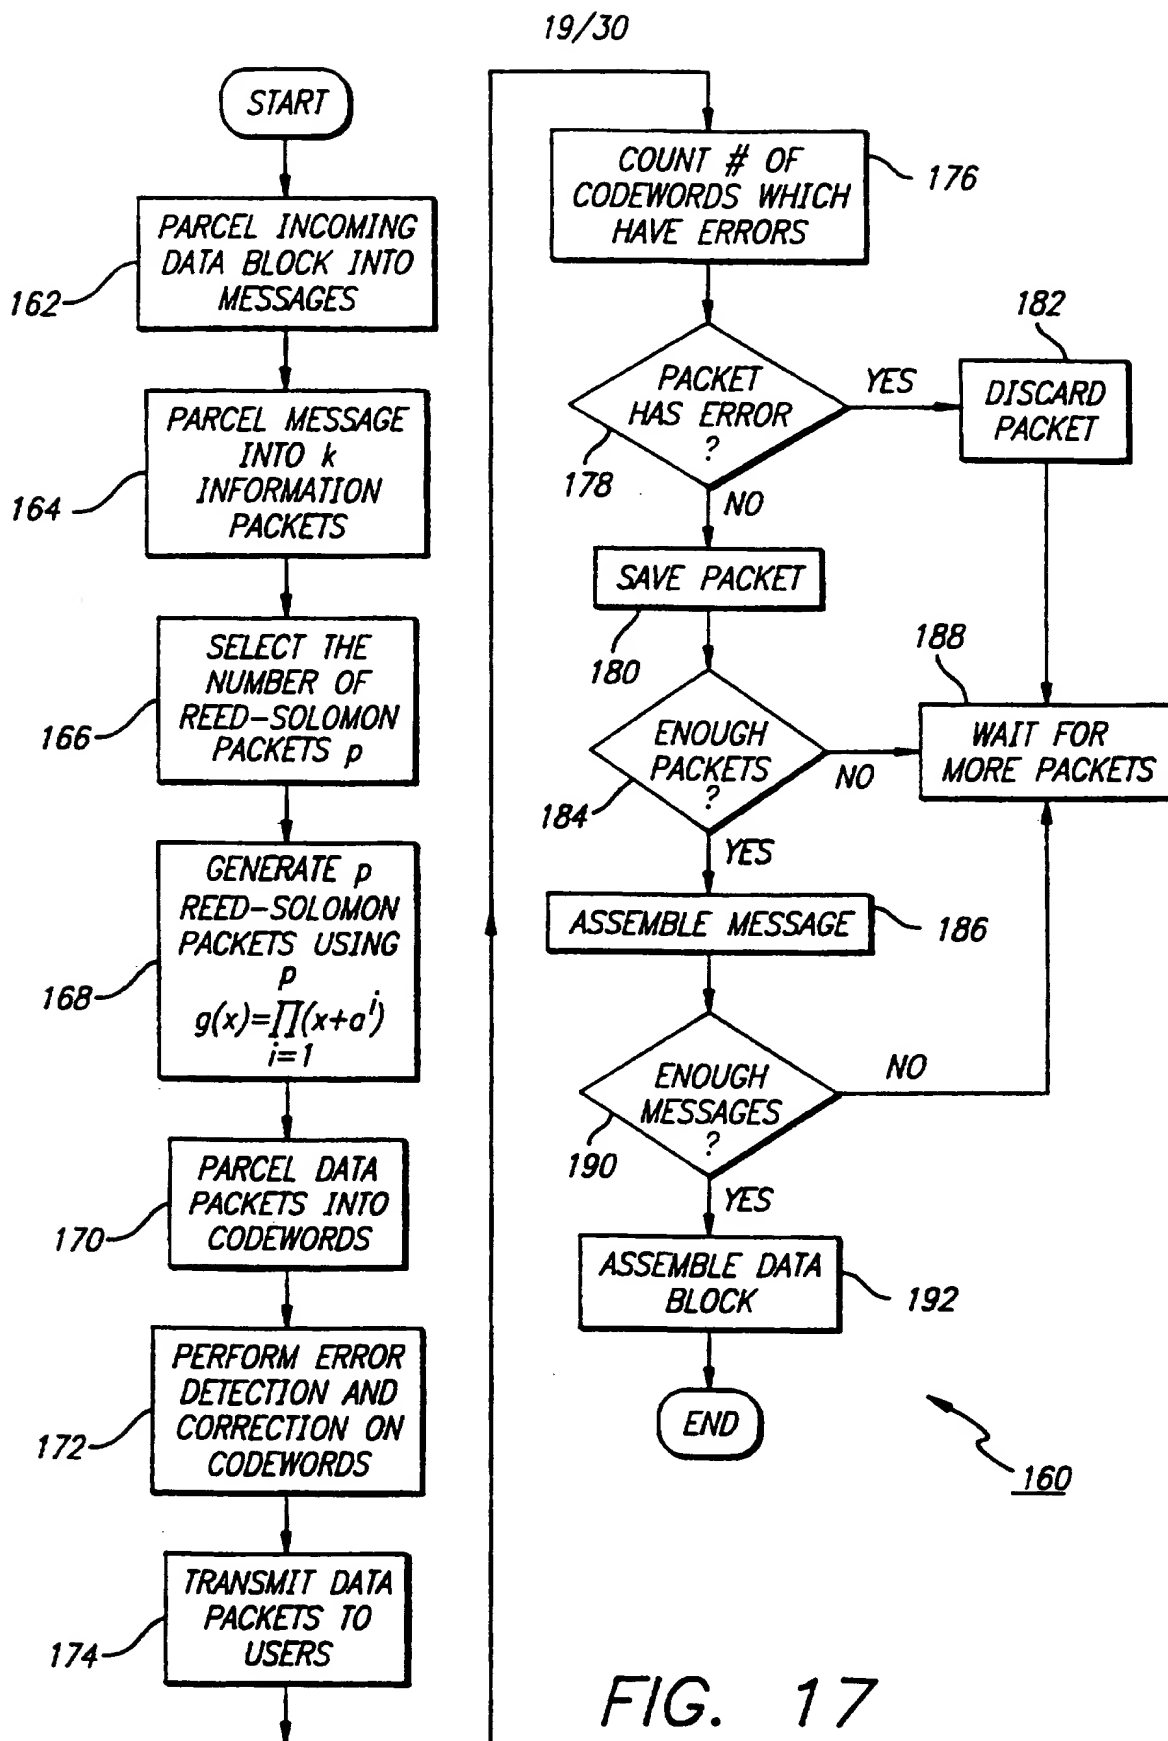 19/30
START
PARCEL INCOMING
DATA BLOCK INTO
MESSAGES
162
PARCEL MESSAGE
INTO k
INFORMATION
PACKETS
164
SELECT THE
NUMBER OF
REED-SOLOMON
PACKETS p
166
GENERATE p
REED-SOLOMON
PACKETS USING
p
g(x)=∏(x+a^i)
i=1
168
PARCEL DATA
PACKETS INTO
CODEWORDS
170
PERFORM ERROR
DETECTION AND
CORRECTION ON
CODEWORDS
172
TRANSMIT DATA
PACKETS TO
USERS
174
COUNT # OF
CODEWORDS WHICH
HAVE ERRORS
176
PACKET
HAS ERROR
?
178
YES
182
DISCARD
PACKET
NO
SAVE PACKET
180
ENOUGH
PACKETS
?
184
NO
188
WAIT FOR
MORE PACKETS
YES
ASSEMBLE MESSAGE
186
ENOUGH
MESSAGES
?
190
NO
YES
ASSEMBLE DATA
BLOCK
192
END
160
FIG. 17